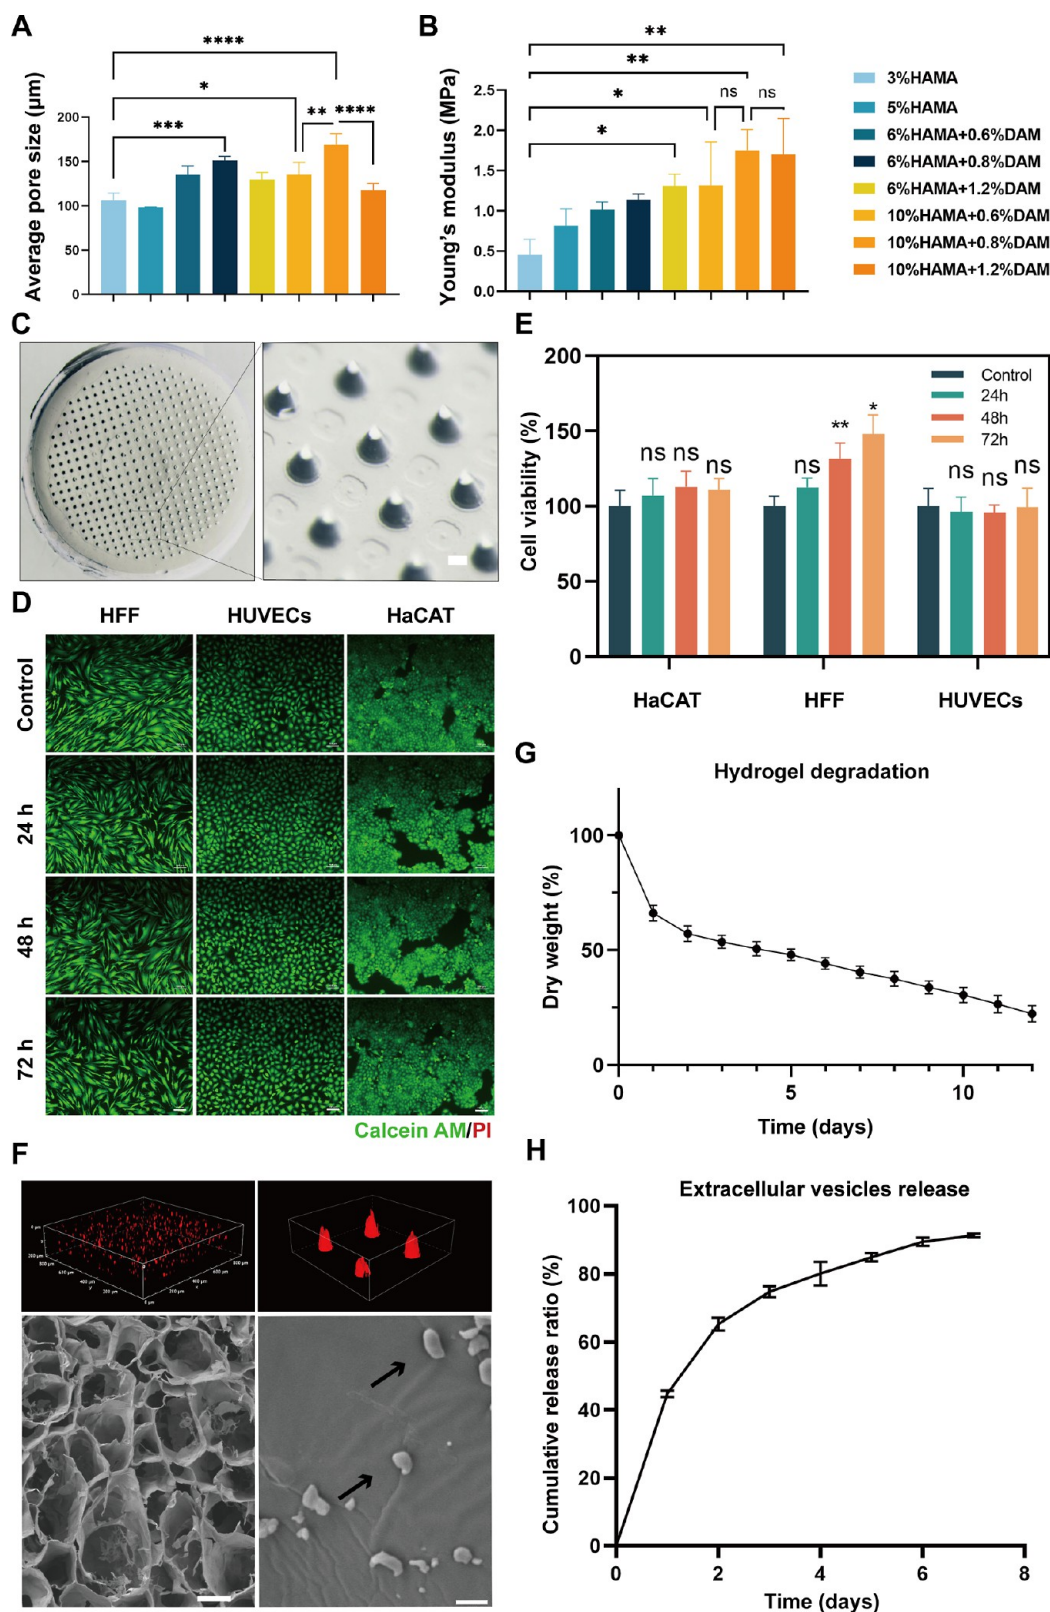 A
Average pore size (μm)
200
150
100
50
0
****
*
***
**
****
B
Young's modulus (MPa)
2.5
2.0
1.5
1.0
0.5
0.0
**
**
*
*
ns
ns
3%HAMA
5%HAMA
6%HAMA+0.6%DAM
6%HAMA+0.8%DAM
6%HAMA+1.2%DAM
10%HAMA+0.6%DAM
10%HAMA+0.8%DAM
10%HAMA+1.2%DAM
C
D
HFF HUVECs HaCAT
Control
24 h
48 h
72 h
Calcein AM/PI
E
Cell viability (%)
200
150
100
50
0
Control
24h
48h
72h
ns ns ns
ns ** *
ns ns ns
HaCAT HFF HUVECs
F
G
Hydrogel degradation
Dry weight (%)
100
50
0
0 5 10
Time (days)
H
Extracellular vesicles release
Cumulative release ratio (%)
100
80
60
40
20
0
0 2 4 6 8
Time (days)